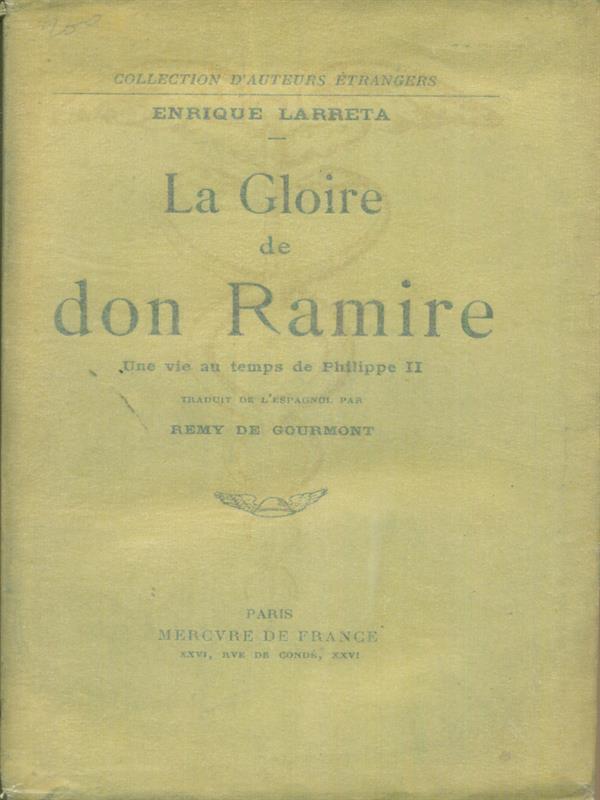 COLLECTION D'AUTEURS ÉTRANGERS
ENRIQUE LARRETA
La Gloire
de
don Ramire
Une vie au temps de Philippe II
TRADUIT DE L'ESPAGNOL PAR
REMY DE GOURMONT
PARIS
MERCVRE DE FRANCE
XXVI, RVE DE CONDÉ, XXVI